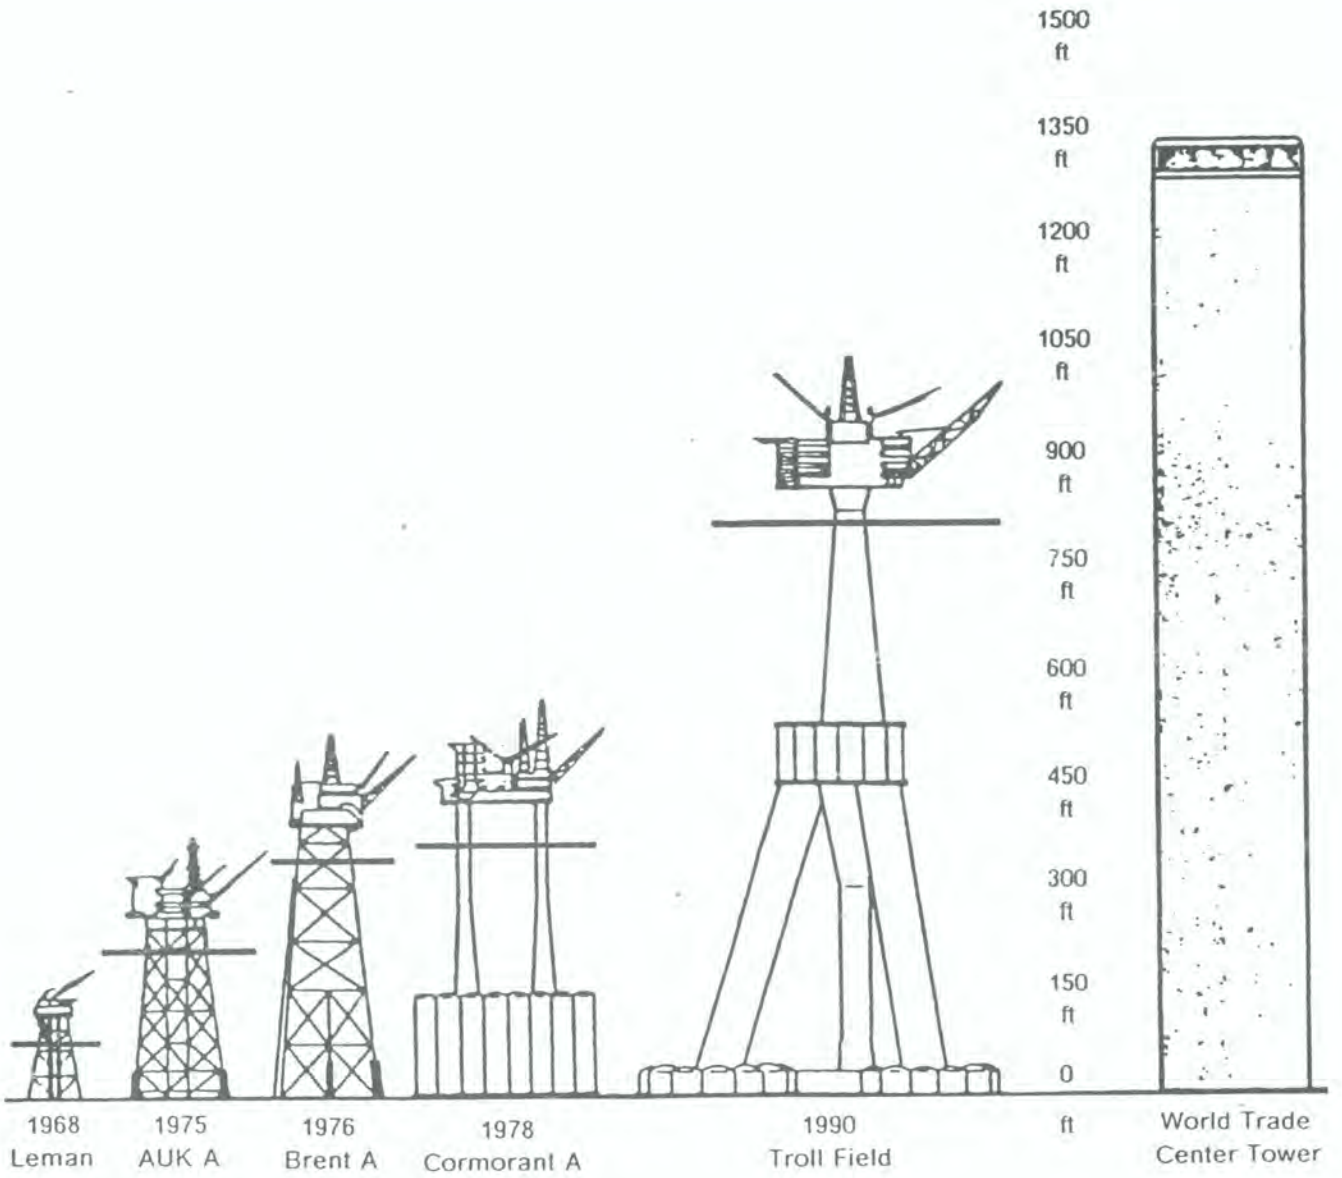 1500
ft
1350
ft
1200
ft
1050
ft
900
ft
750
ft
600
ft
450
ft
300
ft
150
ft
0
ft
1968
Leman
1975
AUK A
1976
Brent A
1978
Cormorant A
1990
Troll Field
World Trade
Center Tower